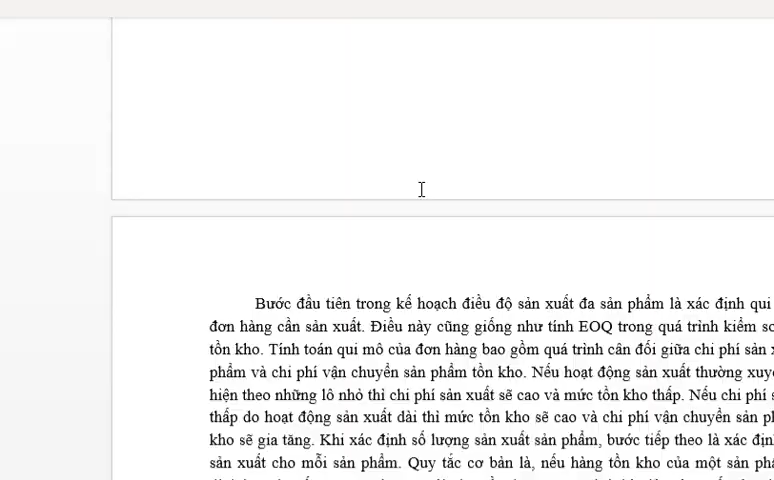 Bước đầu tiên trong kế hoạch điều độ sản xuất đa sản phẩm là xác định qui
đơn hàng cần sản xuất. Điều này cũng giống như tính EOQ trong quá trình kiểm
tồn kho. Tính toán qui mô của đơn hàng bao gồm quá trình cân đối giữa chi phí sản
phẩm và chi phí vận chuyển sản phẩm tồn kho. Nếu hoạt động sản xuất thường
hiện theo những lô nhỏ thì chi phí sản xuất sẽ cao và mức tồn kho thấp. Nếu chi phí
thấp do hoạt động sản xuất dài thì mức tồn kho sẽ cao và chi phí vận chuyển sản
kho sẽ gia tăng. Khi xác định số lượng sản xuất sản phẩm, bước tiếp theo là xác
sản xuất cho mỗi sản phẩm. Quy tắc cơ bản là, nếu hàng tồn kho của một sản